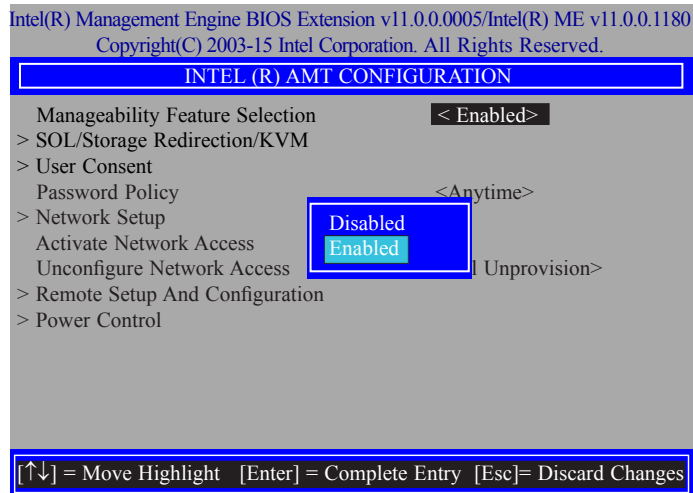 Intel(R) Management Engine BIOS Extension v11.0.0.0005/Intel(R) ME v11.0.0.1180
Copyright(C) 2003-15 Intel Corporation. All Rights Reserved.
INTEL (R) AMT CONFIGURATION
Manageability Feature Selection < Enabled>
> SOL/Storage Redirection/KVM
> User Consent
Password Policy <Anytime>
> Network Setup
Disabled
Activate Network Access
Enabled
Unconfigure Network Access Unprovision>
> Remote Setup And Configuration
> Power Control
[↑↓] = Move Highlight [Enter] = Complete Entry [Esc]= Discard Changes